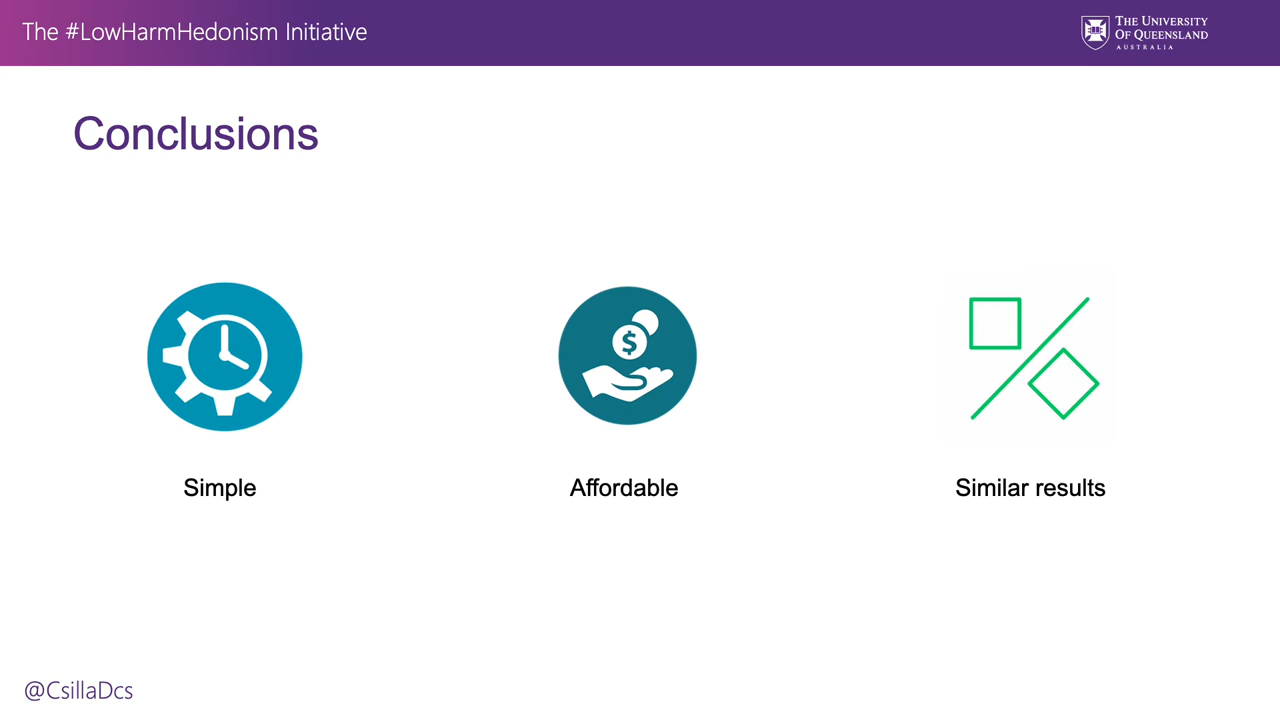 The #LowHarmHedonism Initiative
THE UNIVERSITY
OF QUEENSLAND
AUSTRALIA
Conclusions
$
Simple
Affordable
Similar results
@CsillaDcs